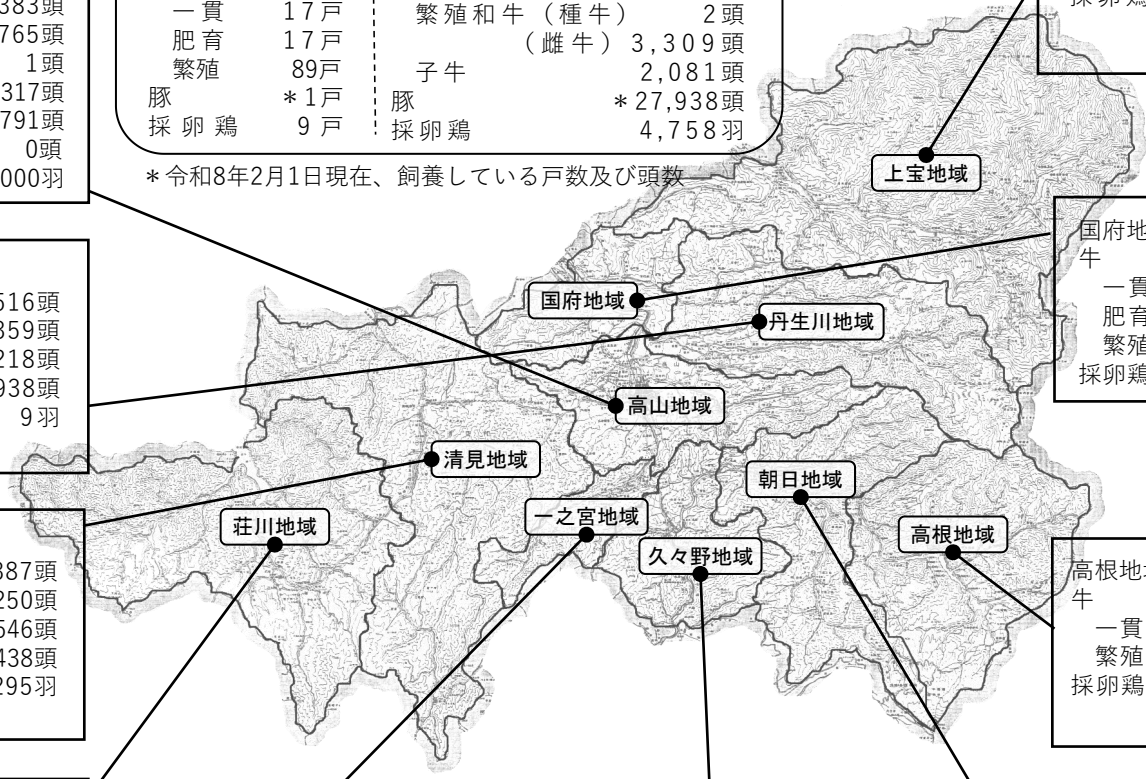 383頭
765頭
1頭
317頭
791頭
0頭
000羽
一貫 17戸
肥育 17戸
繁殖 89戸
豚 *1戸
採卵鶏 9戸
繁殖和牛(種牛) 2頭
(雌牛) 3,309頭
子牛 2,081頭
豚 *27,938頭
採卵鶏 4,758羽
*令和8年2月1日現在、飼養している戸数及び頭数
採卵鶏
上宝地域
国府地域
丹生川地域
高山地域
清見地域
朝日地域
一之宮地域
荘川地域
高根地域
久々野地域
516頭
359頭
218頭
938頭
9羽
387頭
250頭
546頭
438頭
295羽
国府地
牛
一貫
肥育
繁殖
採卵鶏
高根地
牛
一貫
繁殖
採卵鶏